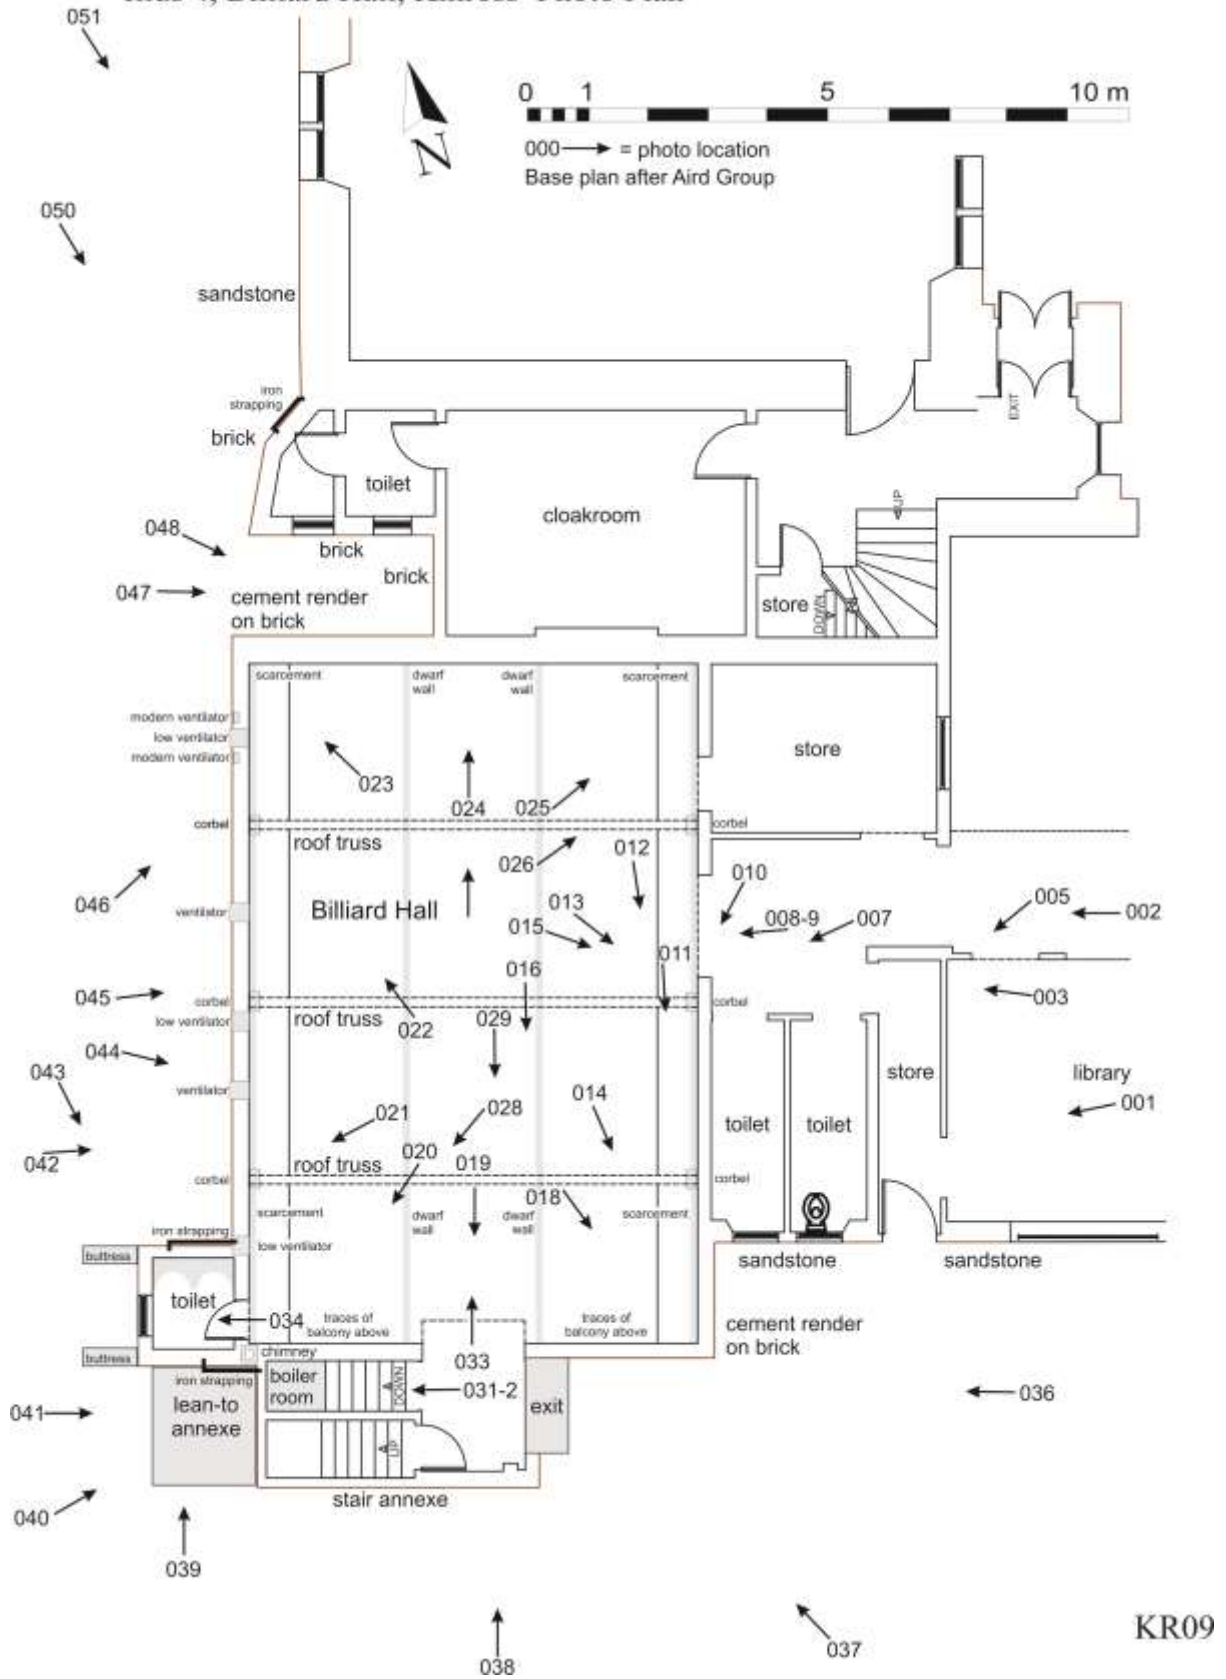 051
0 1 5 10 m
N
000 = photo location
Base plan after Aird Group
050
sandstone
iron
strapping
brick
EXIT
toilet
cloakroom
UP
048
brick
brick
047
cement render
on brick
store
DOWN
scarcement
dwarf
wall
dwarf
wall
scarcement
modern ventilator
low ventilator
modern ventilator
store
023
024
025
corbel
corbel
roof truss
026
012
010
046
Billiard Hall
013
008-9
007
005
002
ventilator
015
011
016
003
045
corbel
corbel
low ventilator
roof truss
022
029
044
store
library
043
ventilator
014
001
021
028
toilet
toilet
020
042
roof truss
019
corbel
corbel
018
scarcement
dwarf
wall
dwarf
wall
scarcement
iron strapping
low ventilator
buttress
sandstone
sandstone
toilet
034
traces of
balcony above
traces of
balcony above
cement render
on brick
buttress
chimney
033
iron strapping
boiler
room
DOWN
031-2
036
041
lean-to
annexe
exit
UP
stair annexe
040
039
037
038
KR09